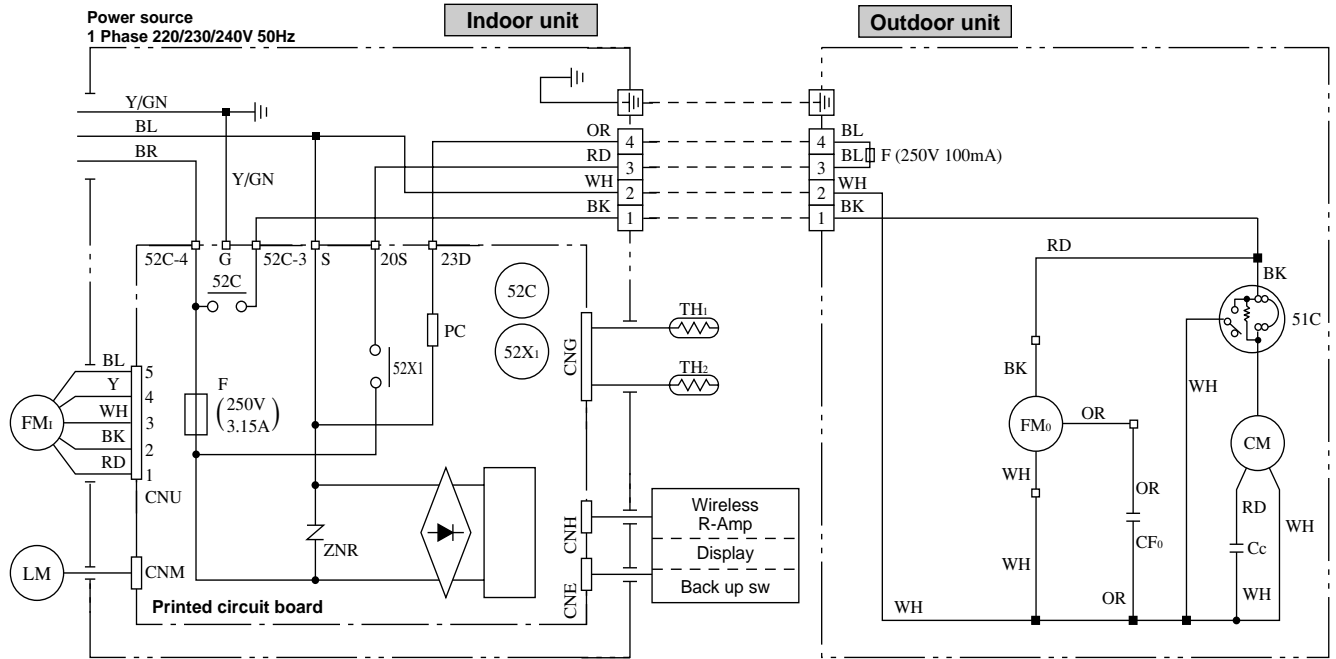 Power source
1 Phase 220/230/240V 50Hz
Indoor unit
Outdoor unit
Y/GN
BL
BR
Y/GN
OR
RD
WH
BK
4
3
2
1
4
3
2
1
BL
BL
F (250V 100mA)
WH
BK
52C-4
G
52C-3
S
20S
23D
52C
52C
52X1
PC
52X1
F
(250V
3.15A)
CNG
TH1
TH2
FMI
BL
Y
WH
BK
RD
5
4
3
2
1
CNU
ZNR
LM
CNM
Printed circuit board
CNH
CNE
Wireless
R-Amp
Display
Back up sw
RD
BK
51C
BK
WH
FM0
OR
CM
WH
OR
RD
WH
CF0
Cc
WH
OR
WH
WH